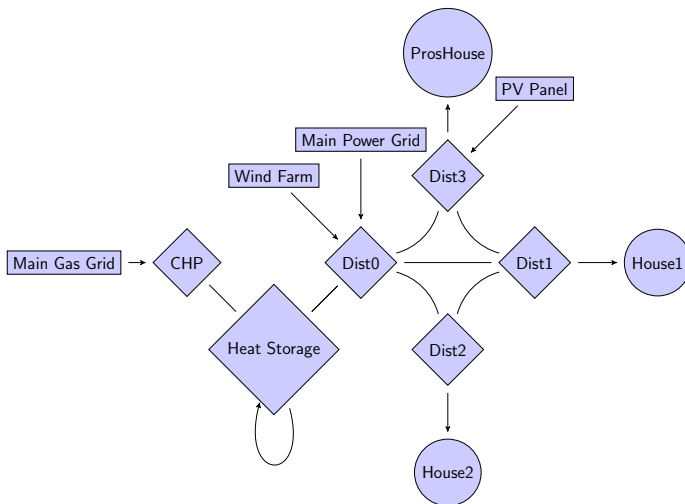 ProsHouse
PV Panel
Main Power Grid
Wind Farm
Dist3
Main Gas Grid
CHP
Dist0
Dist1
House1
Heat Storage
Dist2
House2